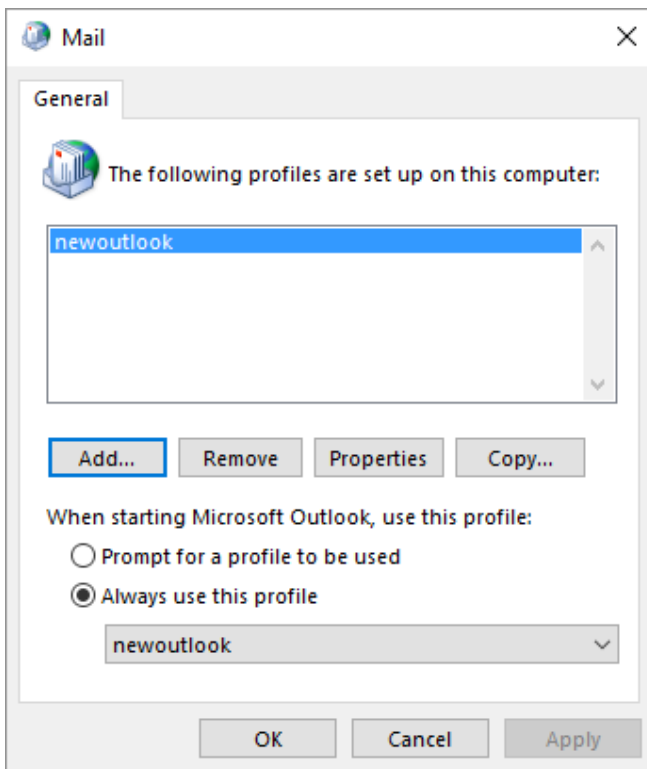 Mail
General
The following profiles are set up on this computer:
newoutlook
Add... Remove Properties Copy...
When starting Microsoft Outlook, use this profile:
Prompt for a profile to be used
Always use this profile
newoutlook
OK Cancel Apply